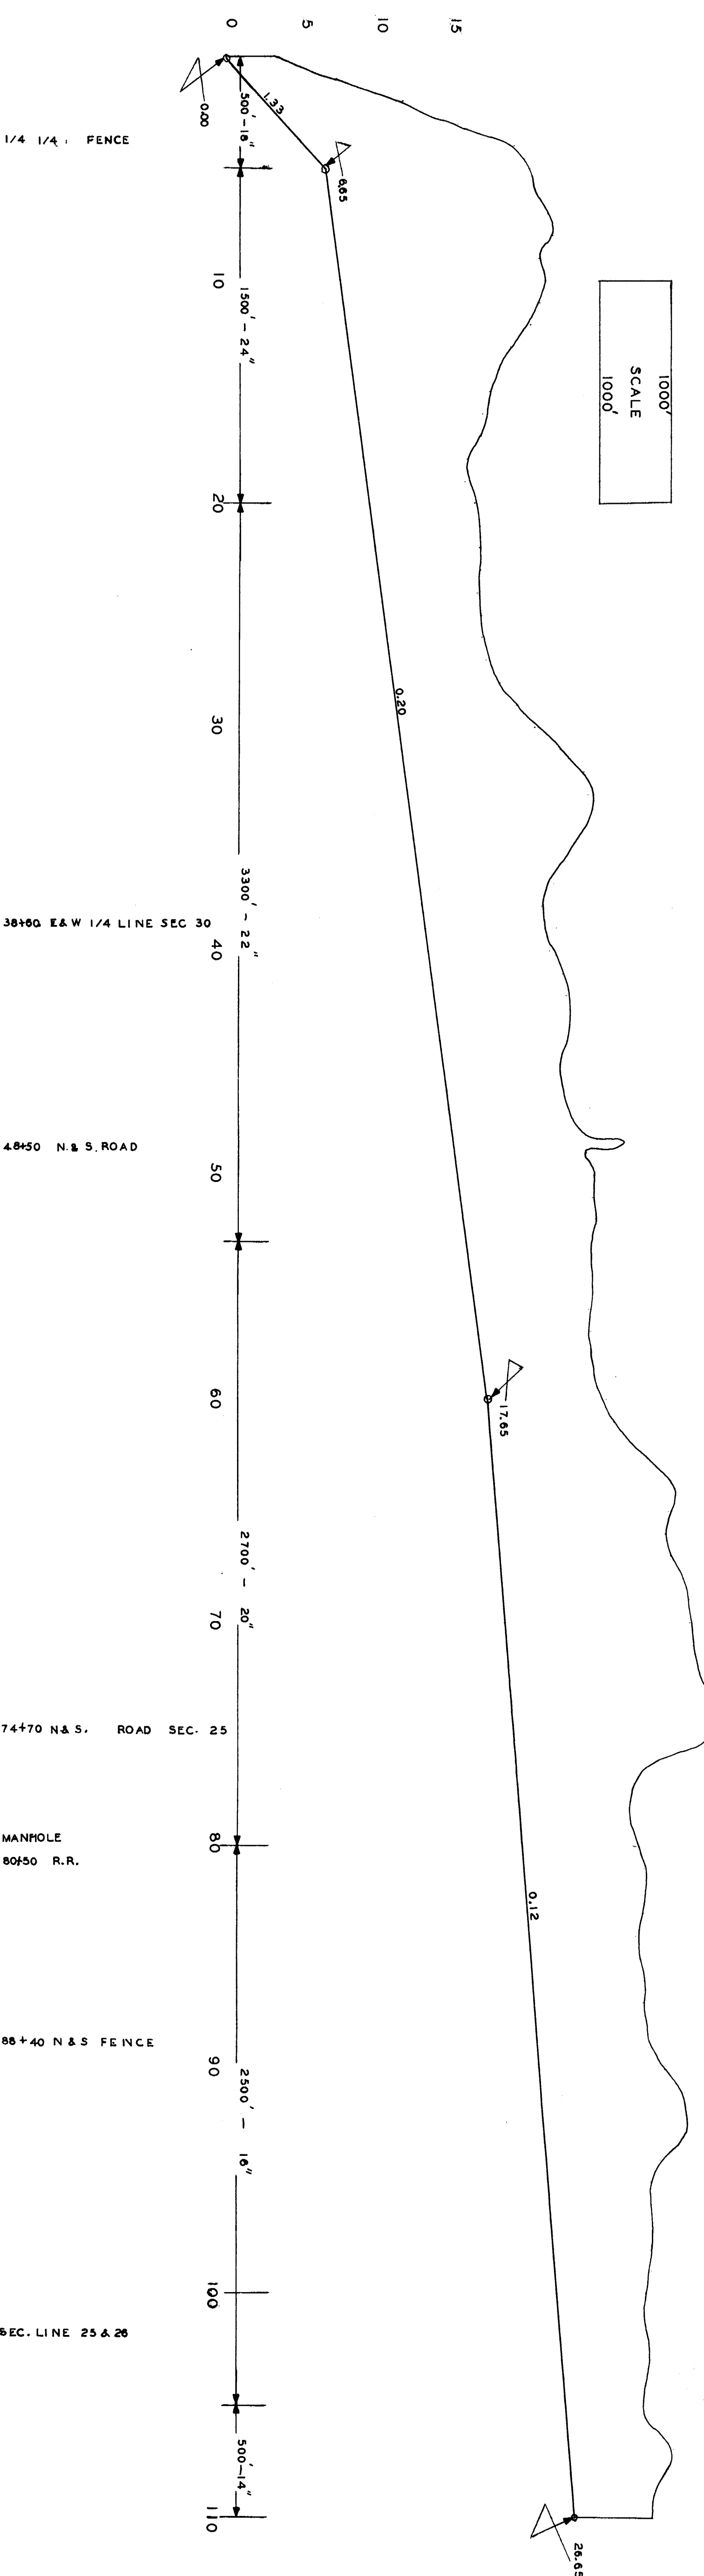 0
5
10
15
0.00
500'-18"
1.33
6.65
1/4 1/4 FENCE
1000'
SCALE
1000'
10
1500' - 24"
20
0.20
30
3300' - 22"
38+60 E&W 1/4 LINE SEC 30
40
48+50 N.& S. ROAD
50
17.65
60
2700' - 20"
70
74+70 N&S. ROAD SEC. 25
MANHOLE
80
80+50 R.R.
0.12
88+40 N&S FENCE
90
2500' - 16"
100
SEC. LINE 25 & 26
500'-14"
110
26.65